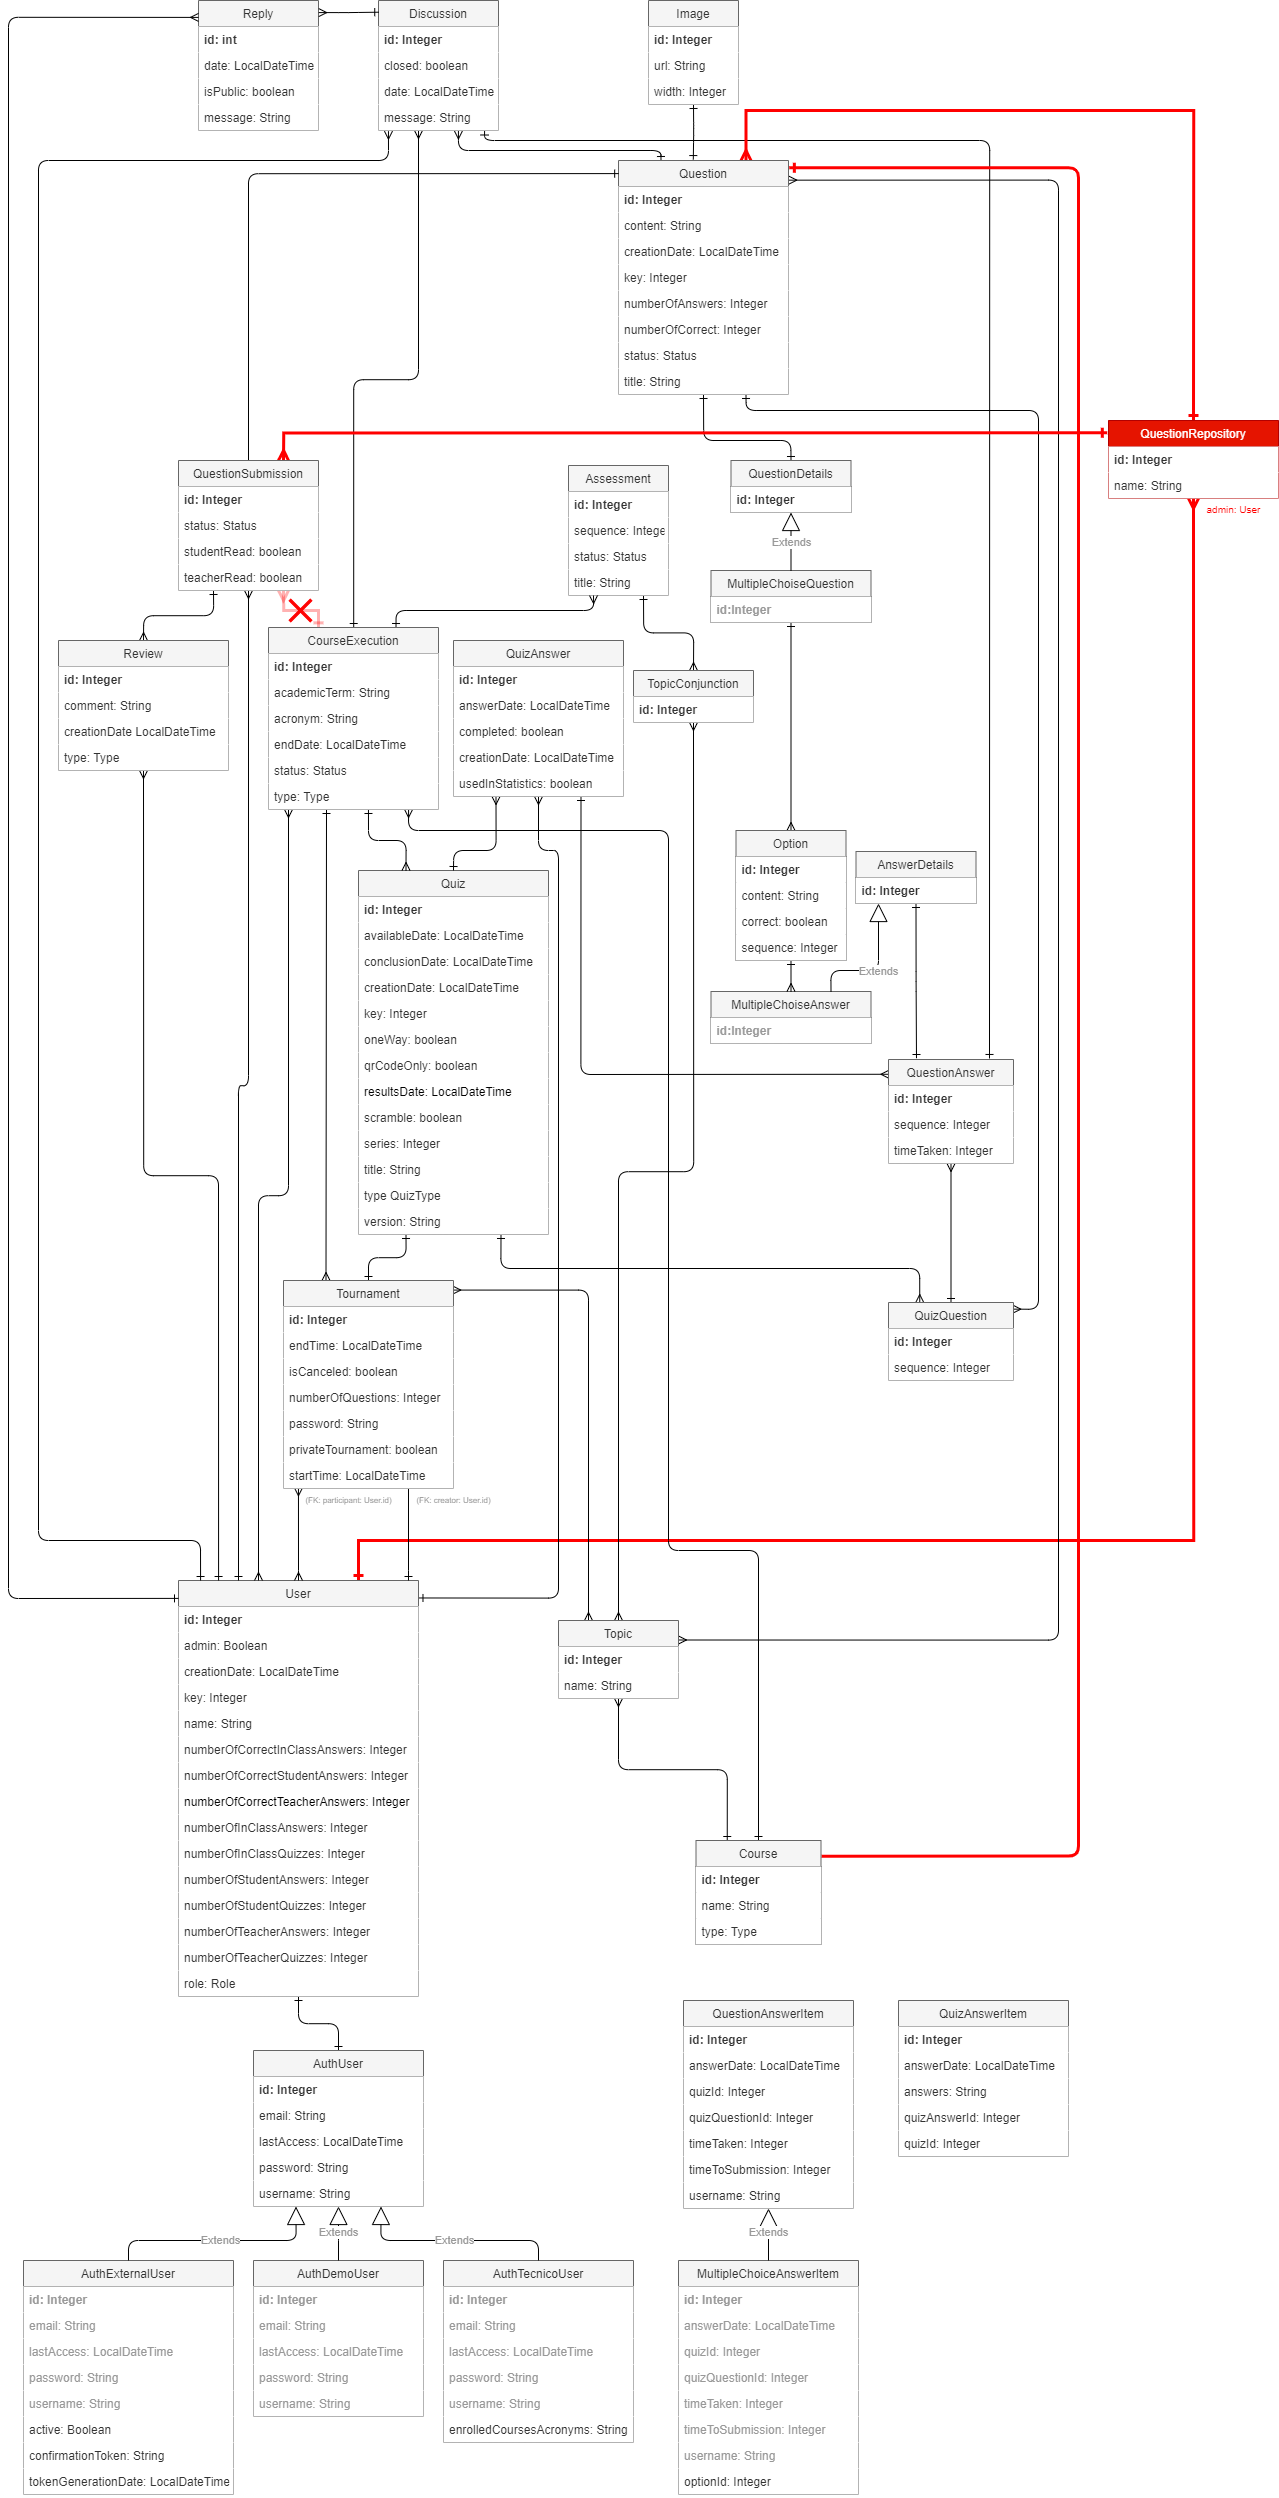 Reply
id: int
date: LocalDateTime
isPublic: boolean
message: String
Discussion
id: Integer
closed: boolean
date: LocalDateTime
message: String
Image
id: Integer
url: String
width: Integer
Question
id: Integer
content: String
creationDate: LocalDateTime
key: Integer
numberOfAnswers: Integer
numberOfCorrect: Integer
status: Status
title: String
QuestionRepository
id: Integer
name: String
admin: User
QuestionSubmission
id: Integer
status: Status
studentRead: boolean
teacherRead: boolean
Assessment
id: Integer
sequence: Intege
status: Status
title: String
QuestionDetails
id: Integer
Extends
MultipleChoiseQuestion
id:Integer
Review
id: Integer
comment: String
creationDate LocalDateTime
type: Type
CourseExecution
id: Integer
academicTerm: String
acronym: String
endDate: LocalDateTime
status: Status
type: Type
QuizAnswer
id: Integer
answerDate: LocalDateTime
completed: boolean
creationDate: LocalDateTime
usedInStatistics: boolean
TopicConjunction
id: Integer
Option
id: Integer
content: String
correct: boolean
sequence: Integer
AnswerDetails
id: Integer
Extends
MultipleChoiseAnswer
id:Integer
Quiz
id: Integer
availableDate: LocalDateTime
conclusionDate: LocalDateTime
creationDate: LocalDateTime
key: Integer
oneWay: boolean
qrCodeOnly: boolean
resultsDate: LocalDateTime
scramble: boolean
series: Integer
title: String
type QuizType
version: String
QuestionAnswer
id: Integer
sequence: Integer
timeTaken: Integer
Tournament
id: Integer
endTime: LocalDateTime
isCanceled: boolean
numberOfQuestions: Integer
password: String
privateTournament: boolean
startTime: LocalDateTime
(FK: participant: User.id)
(FK: creator: User.id)
QuizQuestion
id: Integer
sequence: Integer
User
id: Integer
admin: Boolean
creationDate: LocalDateTime
key: Integer
name: String
numberOfCorrectInClassAnswers: Integer
numberOfCorrectStudentAnswers: Integer
numberOfCorrectTeacherAnswers: Integer
numberOfInClassAnswers: Integer
numberOfInClassQuizzes: Integer
numberOfStudentAnswers: Integer
numberOfStudentQuizzes: Integer
numberOfTeacherAnswers: Integer
numberOfTeacherQuizzes: Integer
role: Role
Topic
id: Integer
name: String
Course
id: Integer
name: String
type: Type
AuthUser
id: Integer
email: String
lastAccess: LocalDateTime
password: String
username: String
QuestionAnswerItem
id: Integer
answerDate: LocalDateTime
quizId: Integer
quizQuestionId: Integer
timeTaken: Integer
timeToSubmission: Integer
username: String
QuizAnswerItem
id: Integer
answerDate: LocalDateTime
answers: String
quizAnswerId: Integer
quizId: Integer
Extends
Extends
Extends
Extends
AuthExternalUser
id: Integer
email: String
lastAccess: LocalDateTime
password: String
username: String
active: Boolean
confirmationToken: String
tokenGenerationDate: LocalDateTime
AuthDemoUser
id: Integer
email: String
lastAccess: LocalDateTime
password: String
username: String
AuthTecnicoUser
id: Integer
email: String
lastAccess: LocalDateTime
password: String
username: String
enrolledCoursesAcronyms: String
MultipleChoiceAnswerItem
id: Integer
answerDate: LocalDateTime
quizId: Integer
quizQuestionId: Integer
timeTaken: Integer
timeToSubmission: Integer
username: String
optionId: Integer